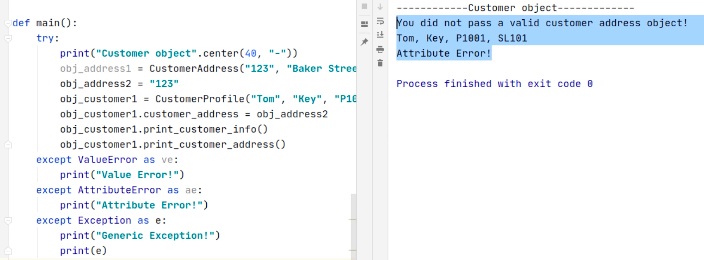 def main():
try:
print("Customer object".center(40, "-"))
obj_address1 = CustomerAddress("123", "Baker Stree
obj_address2 = "123"
obj_customer1 = CustomerProfile("Tom", "Key", "P10
obj_customer1.customer_address = obj_address2
obj_customer1.print_customer_info()
obj_customer1.print_customer_address()
except ValueError as ve:
print("Value Error!")
except AttributeError as ae:
print("Attribute Error!")
except Exception as e:
print("Generic Exception!")
print(e)
------------Customer object-------------
You did not pass a valid customer address object!
Tom, Key, P1001, SL101
Attribute Error!
Process finished with exit code 0